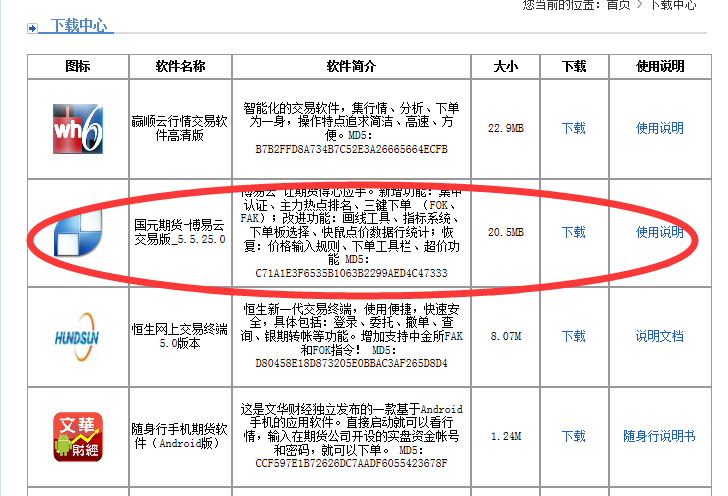 您当前的位置：首页 > 下载中心
下载中心
图标 软件名称 软件简介 大小 下载 使用说明
wh6
赢顺云行情交易软
件高清版
智能化的交易软件，集行情、分析、下单
为一身，操作特点追求简洁、高速、方
便。MD5:
B7B2FFD8A734B7C52E3A26665664ECFB
22.9MB 下载 使用说明
国元期货-博易云
交易版_5.5.25.0
博易云 让期货得心应手。新增功能：集中
认证、主力热点排名、三键下单 （FOK、
FAK）；改进功能：画线工具、指标系统、
下单板选择、快鼠点价数据行统计；恢
复：价格输入规则、下单工具栏、超价功
能 MD5:
C71A1E3F6535B1063B2299AED4C47333
20.5MB 下载 使用说明
HUNDSUN
恒生网上交易终端
5.0版本
恒生新一代交易终端，使用便捷，快速安
全，具体包括：登录、委托、撤单、查
询、银期转帐等功能。增加支持中金所FAK
和FOK指令！ MD5:
D80458E18D873205E0BBAC3AF265D8D4
8.07M 下载 说明文档
文華
財經
随身行手机期货软
件（Android版）
这是文华财经独立发布的一款基于Android
手机的应用软件。直接启动就可以看行
情，输入在期货公司开设的实盘资金帐号
和密码，就可以下单。 MD5:
CCF597E1B72626DC7AADF6055423678F
1.24M 下载 随身行说明书